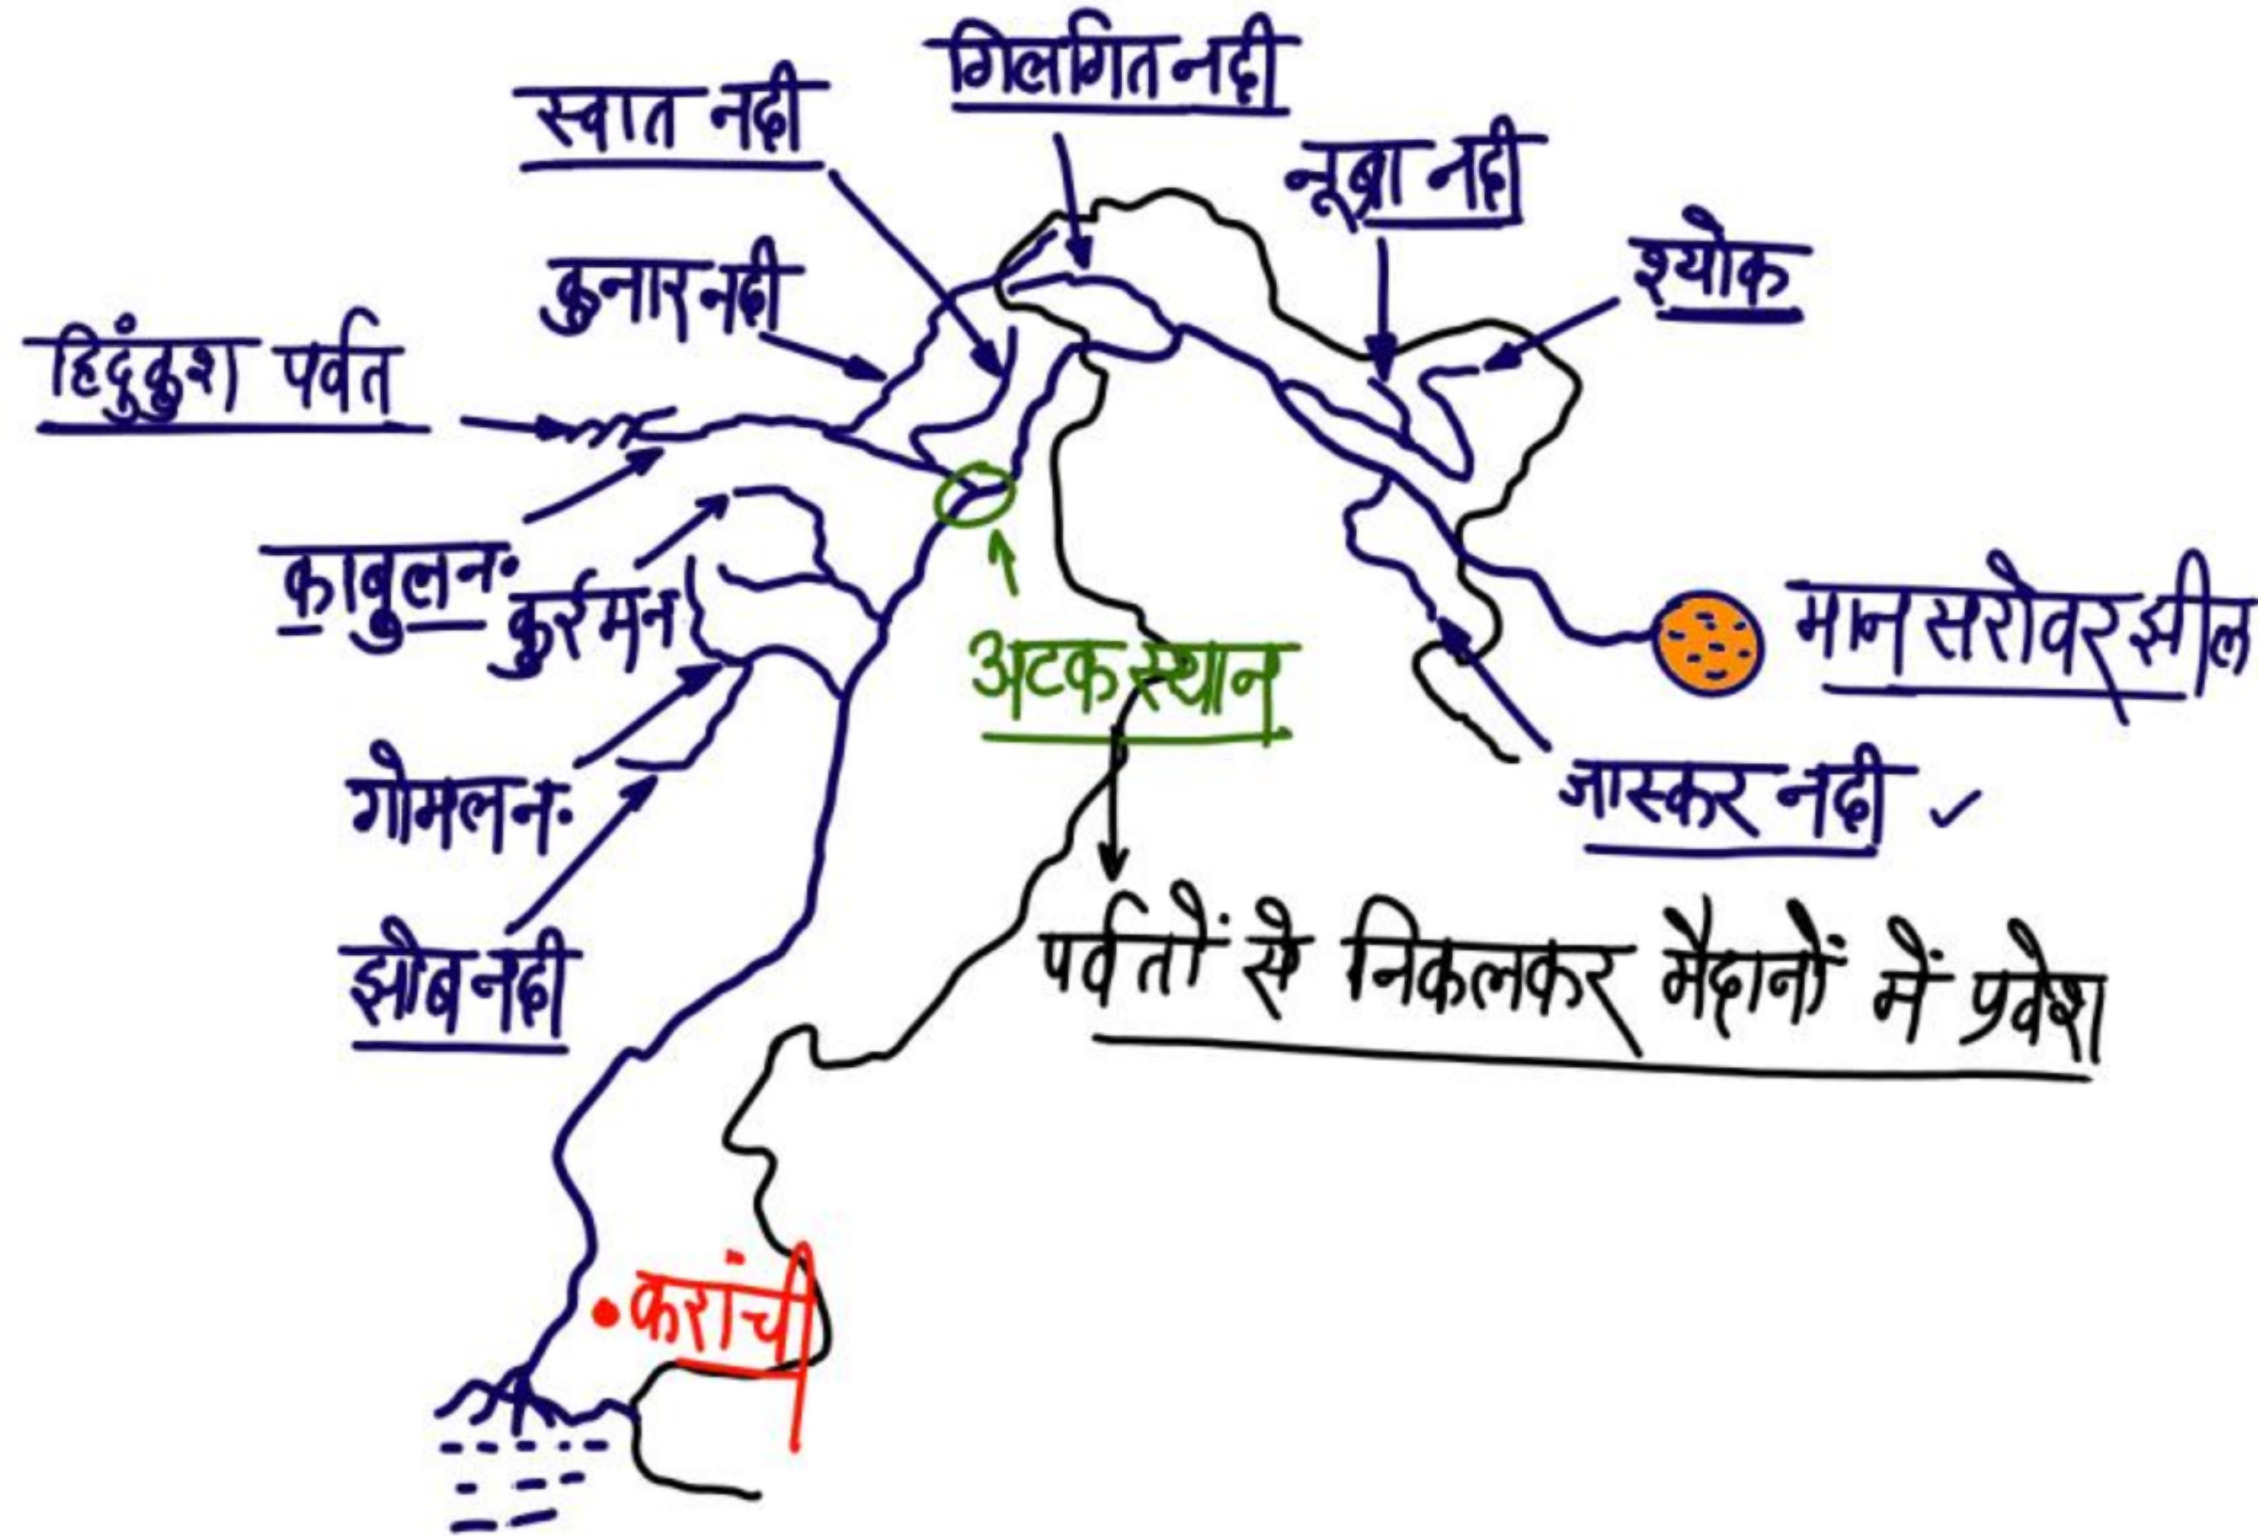 गिलगित नदी
स्वात नदी
नूब्रा नदी
श्योक
कुनार नदी
हिंदुकुश पर्वत
काबुल न.
कुर्रम न
मान सरोवर झील
अटक स्थान
गोमल न.
जास्कर नदी ✓
झोब नदी
पर्वतों से निकलकर मैदानों में प्रवेश
करांची